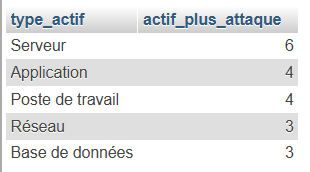 type_actif actif_plus_attaque
Serveur 6
Application 4
Poste de travail 4
Réseau 3
Base de données 3